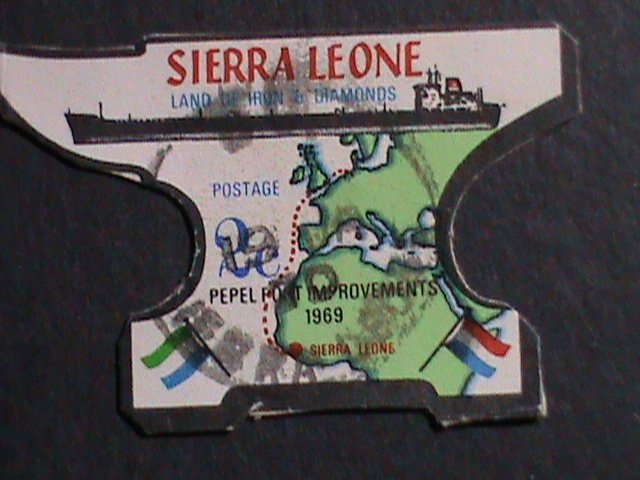 SIERRA LEONE
LAND OF IRON & DIAMONDS
POSTAGE
PEPEL PORT IMPROVEMENTS
1969
SIERRA LEONE